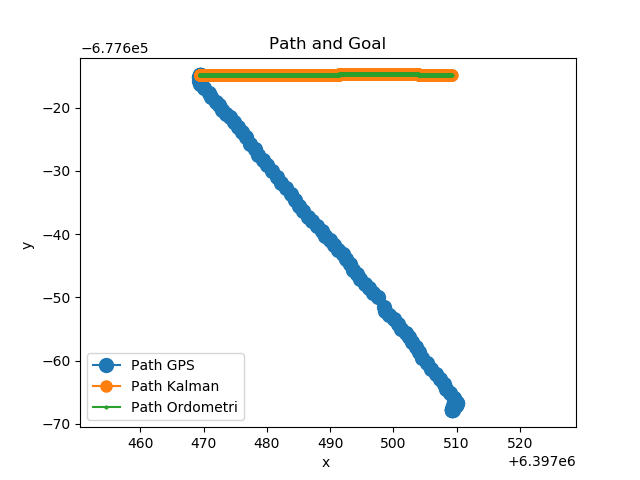 Path and Goal
−6.776e5
−20
−30
−40
−50
−60
−70
y
Path GPS
Path Kalman
Path Ordometri
460
470
480
490
500
510
520
x
+6.397e6